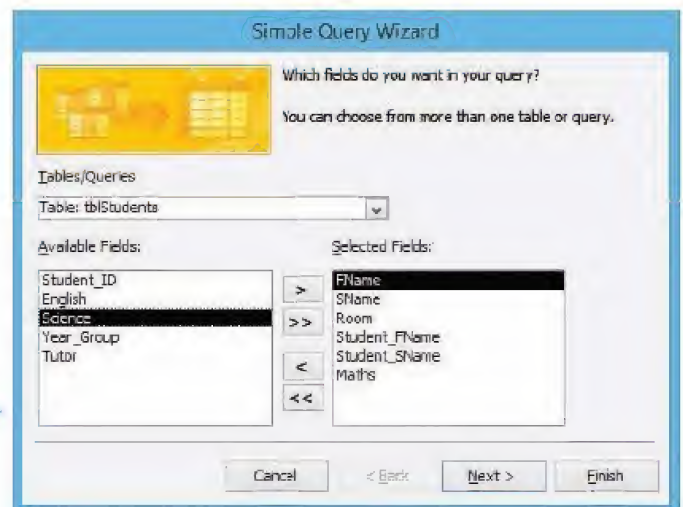 Simple Query Wizard
Which fields do you want in your query?
You can choose from more than one table or query.
Tables/Queries
Table: tblStudents
Available Fields:
Selected Fields:
Student_ID
English
Science
Year_Group
Tutor
>
>>
<
<<
FName
SName
Room
Student_FName
Student_SName
Maths
Cancel
< Back
Next >
Finish